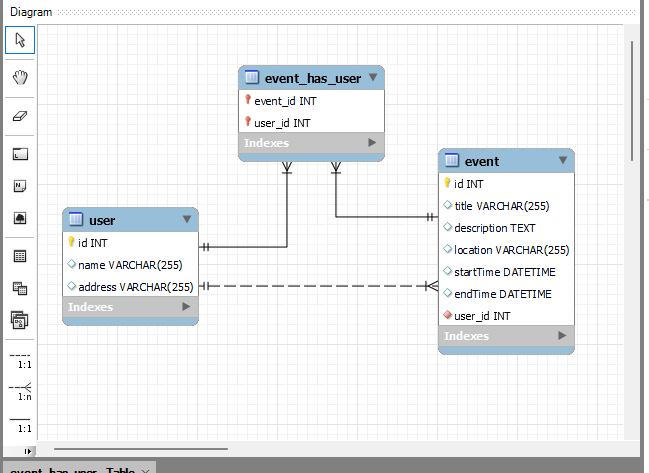 Diagram
event_has_user
event_id INT
user_id INT
Indexes
event
id INT
title VARCHAR(255)
description TEXT
location VARCHAR(255)
startTime DATETIME
endTime DATETIME
user_id INT
Indexes
user
id INT
name VARCHAR(255)
address VARCHAR(255)
Indexes
1:1
1:n
1:1
event_has_user - Table